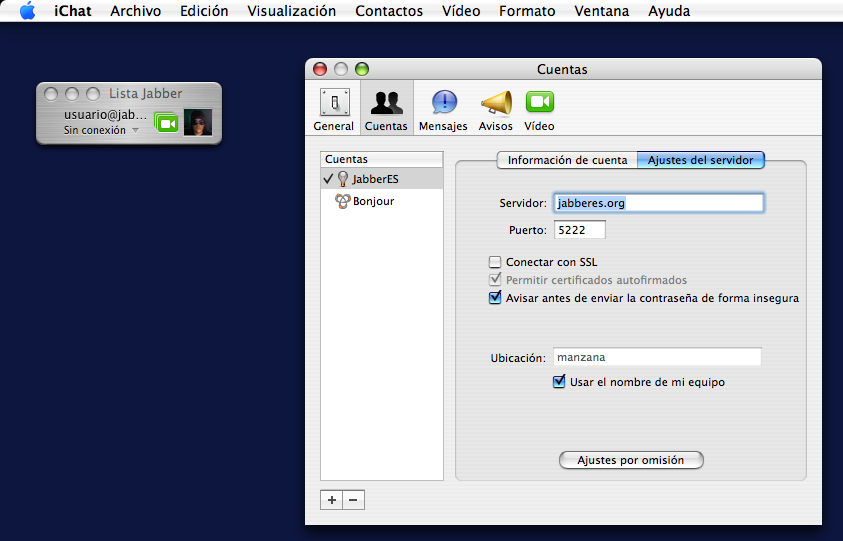 iChat Archivo Edición Visualización Contactos Vídeo Formato Ventana Ayuda
Lista Jabber
usuario@jab...
Sin conexión
Cuentas
General Cuentas Mensajes Avisos Vídeo
Cuentas
JabberES
Bonjour
Información de cuenta Ajustes del servidor
Servidor: jabberes.org
Puerto: 5222
Conectar con SSL
Permitir certificados autofirmados
Avisar antes de enviar la contraseña de forma insegura
Ubicación: manzana
Usar el nombre de mi equipo
Ajustes por omisión